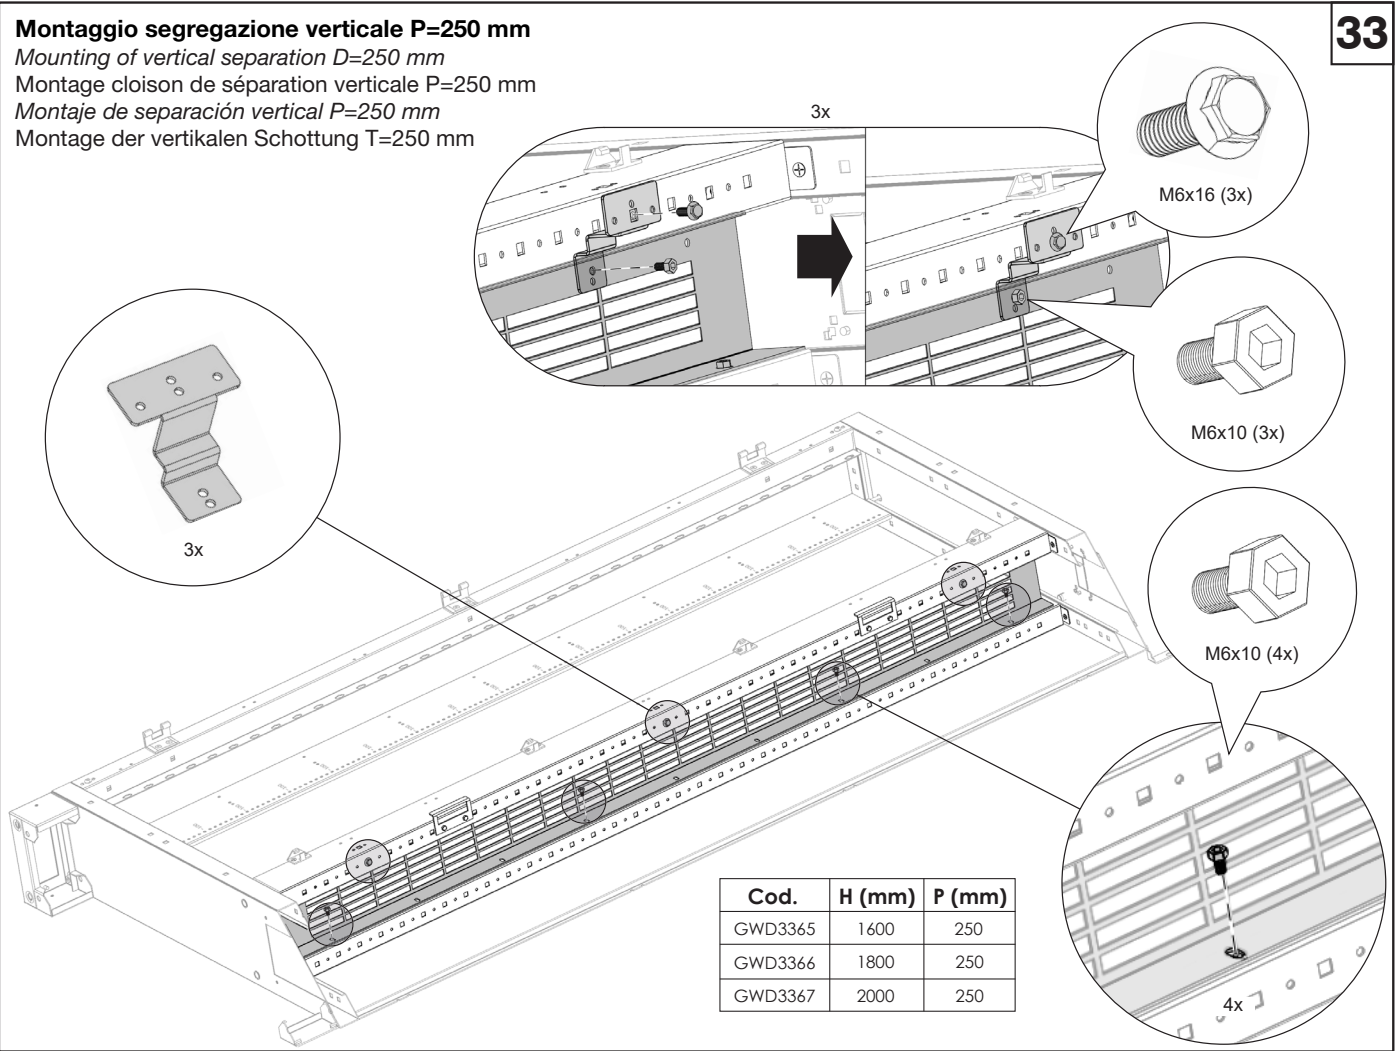 Montaggio segregazione verticale P=250 mm
Mounting of vertical separation D=250 mm
Montage cloison de séparation verticale P=250 mm
Montaje de separación vertical P=250 mm
Montage der vertikalen Schottung T=250 mm
33
3x
M6x16 (3x)
M6x10 (3x)
3x
M6x10 (4x)
4x
Cod. H (mm) P (mm)
GWD3365 1600 250
GWD3366 1800 250
GWD3367 2000 250